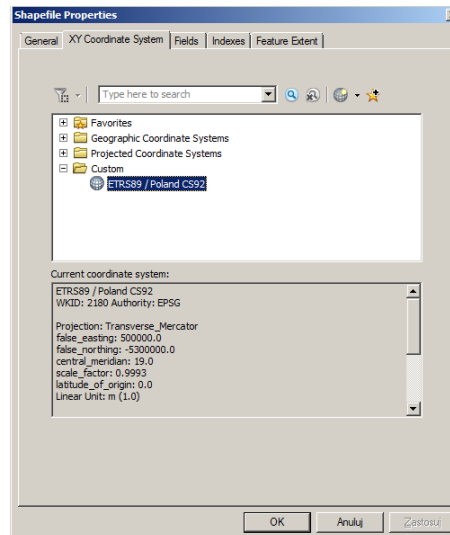 Shapefile Properties
General XY Coordinate System Fields Indexes Feature Extent
Type here to search
Favorites
Geographic Coordinate Systems
Projected Coordinate Systems
Custom
ETRS89 / Poland CS92
Current coordinate system:
ETRS89 / Poland CS92
WKID: 2180 Authority: EPSG
Projection: Transverse_Mercator
false_easting: 500000.0
false_northing: -5300000.0
central_meridian: 19.0
scale_factor: 0.9993
latitude_of_origin: 0.0
Linear Unit: m (1.0)
OK Anuluj Zastosuj